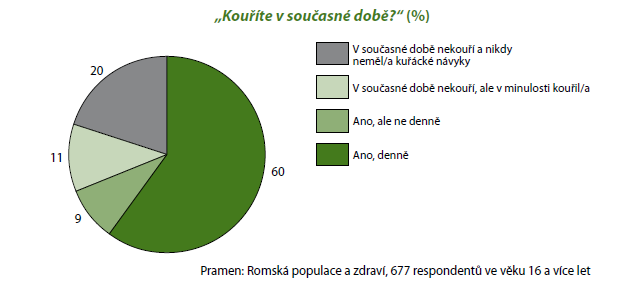 „Kouříte v současné době?“ (%)
20
11
9
60
V současné době nekouří a nikdy
neměl/a kuřácké návyky
V současné době nekouří, ale v minulosti kouřil/a
Ano, ale ne denně
Ano, denně
Pramen: Romská populace a zdraví, 677 respondentů ve věku 16 a více let